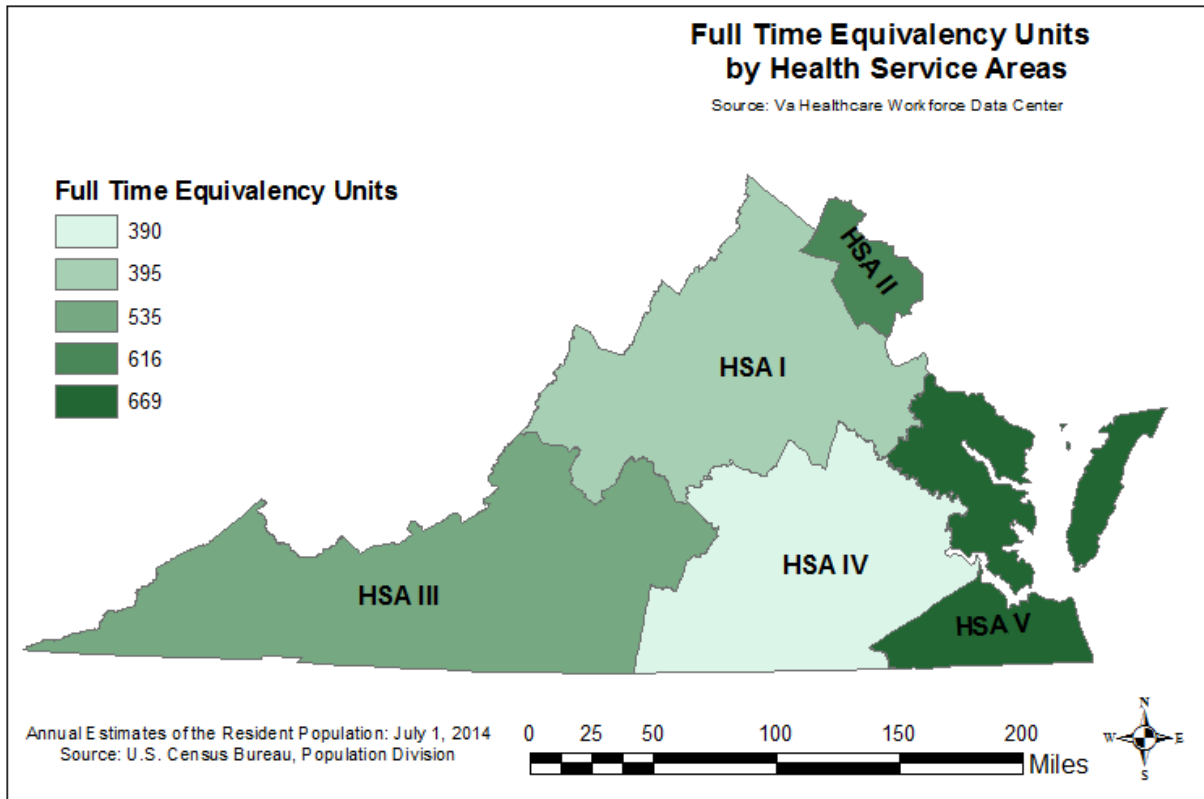 Full Time Equivalency Units
by Health Service Areas
Source: Va Healthcare Workforce Data Center
Full Time Equivalency Units
390
395
535
616
669
HSA II
HSA I
HSA IV
HSA III
HSA V
Annual Estimates of the Resident Population: July 1, 2014
Source: U.S. Census Bureau, Population Division
0 25 50 100 150 200
Miles
N
W E
S